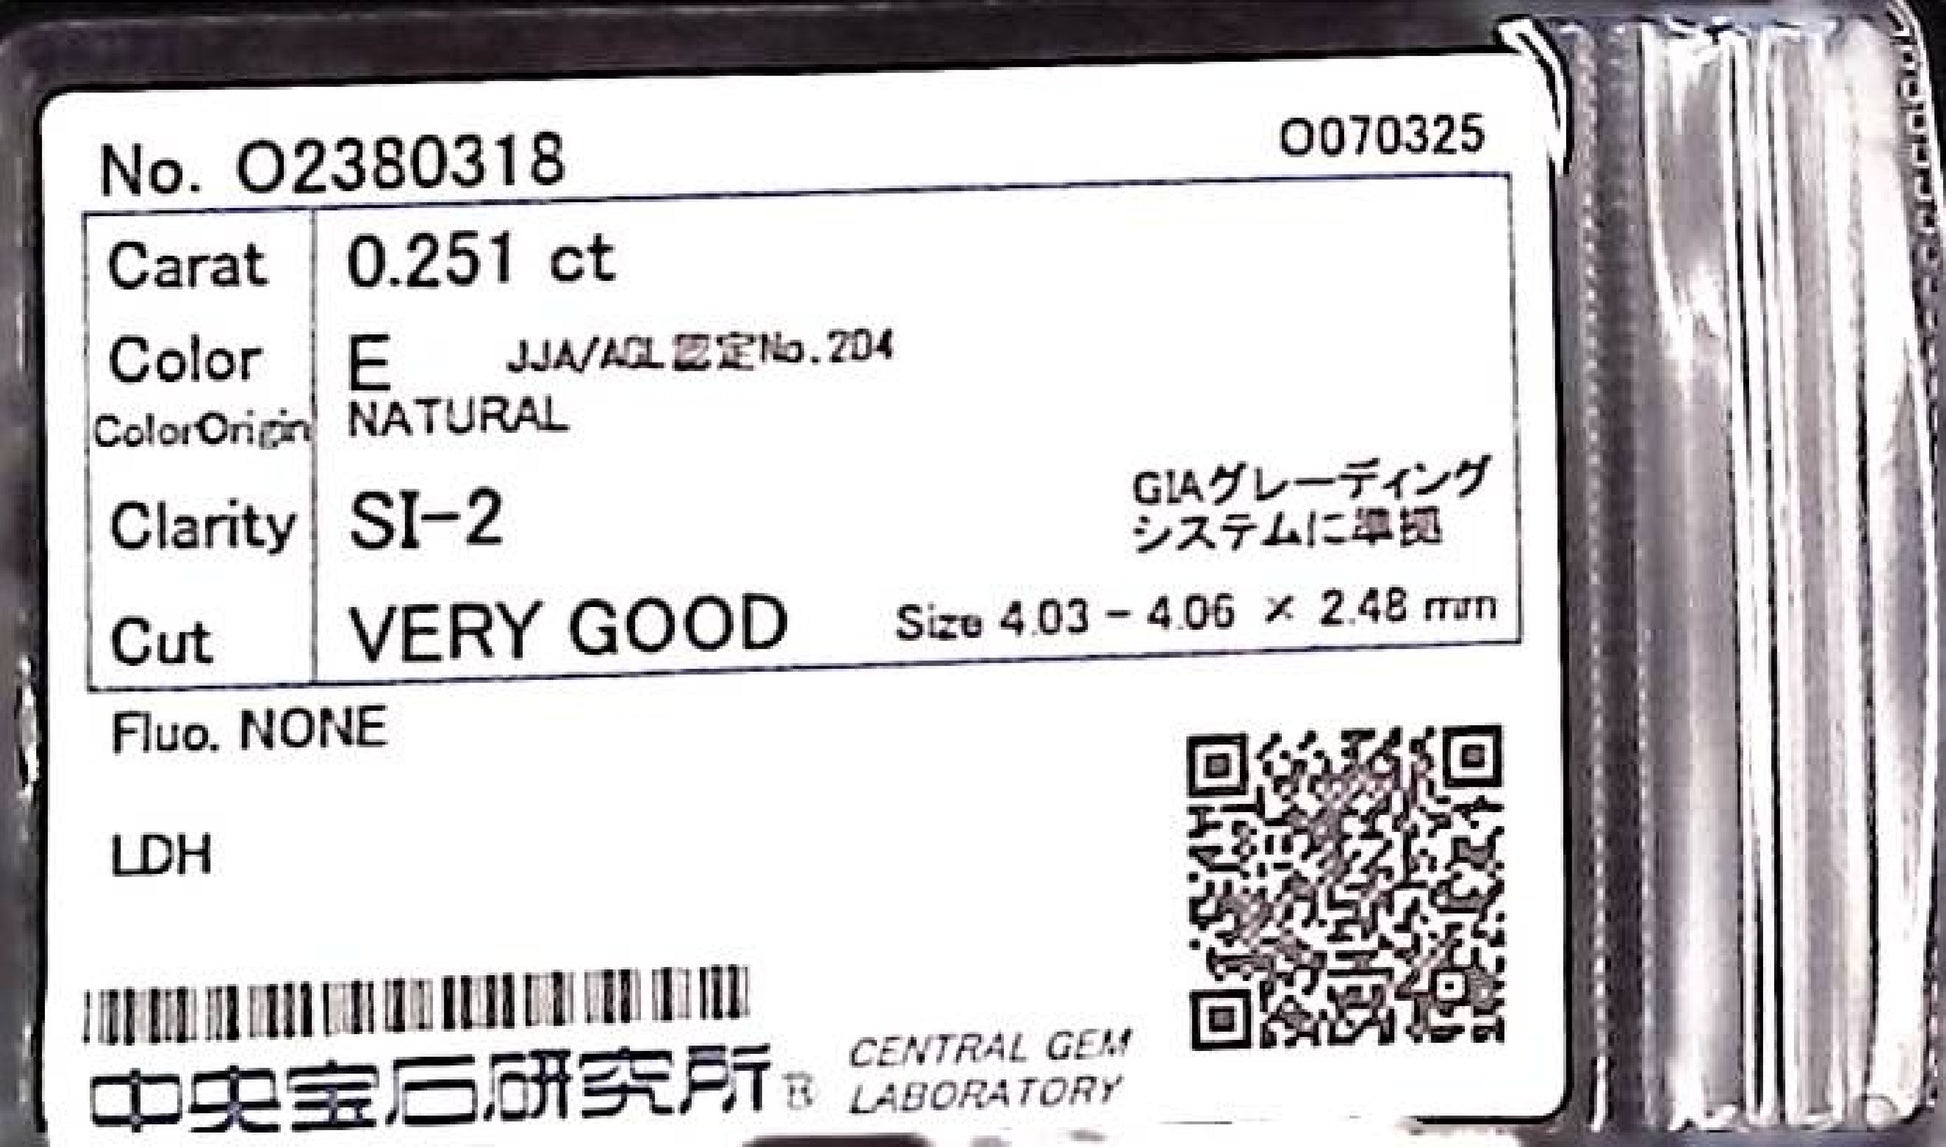 No. O2380318 O070325
Carat 0.251 ct
Color E JJA/AGL認定No.204
ColorOrigin NATURAL
Clarity SI-2 GIAグレーディング
システムに準拠
Cut VERY GOOD Size 4.03 - 4.06 × 2.48 mm
Fluo. NONE
LDH
中央宝石研究所 CENTRAL GEM
LABORATORY